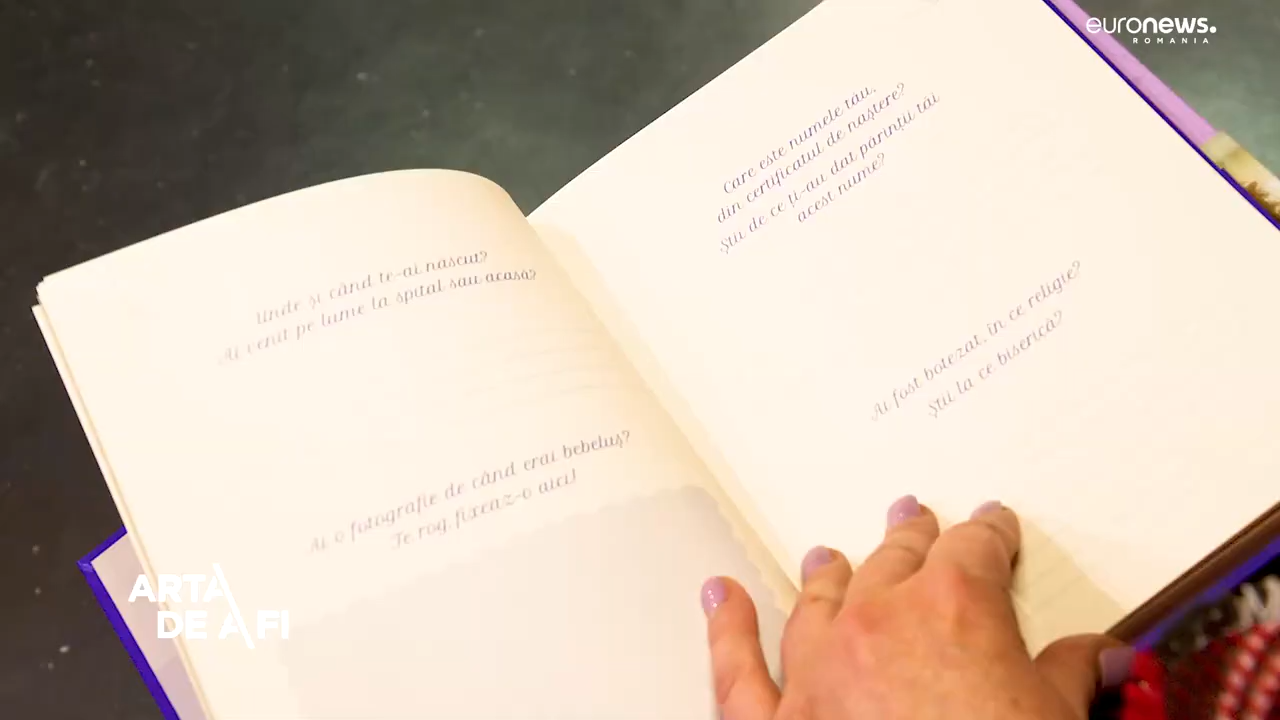 euronews.
ROMANIA
Unde și când te-ai născut?
Ai venit pe lume la spital sau acasă?
Ai o fotografie de când erai bebeluș?
Te rog, fixeaz-o aici!
Care este numele tău,
din certificatul de naștere?
Știi de ce ți-au dat părinții tăi
acest nume?
Ai fost botezat, în ce religie?
Știi la ce biserică?
ARTA
DE A FI